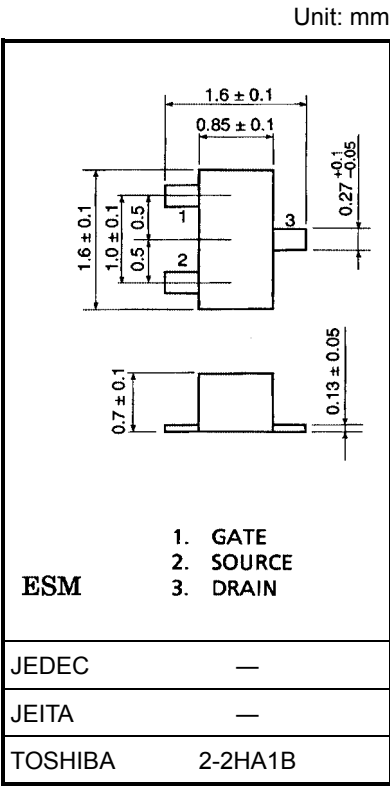 Unit: mm
1.6 ± 0.1
0.85 ± 0.1
1.6 ± 0.1
1.0 ± 0.1
0.5
0.5
1
2
3
0.27 +0.1 −0.05
0.7 ± 0.1
0.13 ± 0.05
1. GATE
2. SOURCE
ESM 3. DRAIN
JEDEC —
JEITA —
TOSHIBA 2-2HA1B